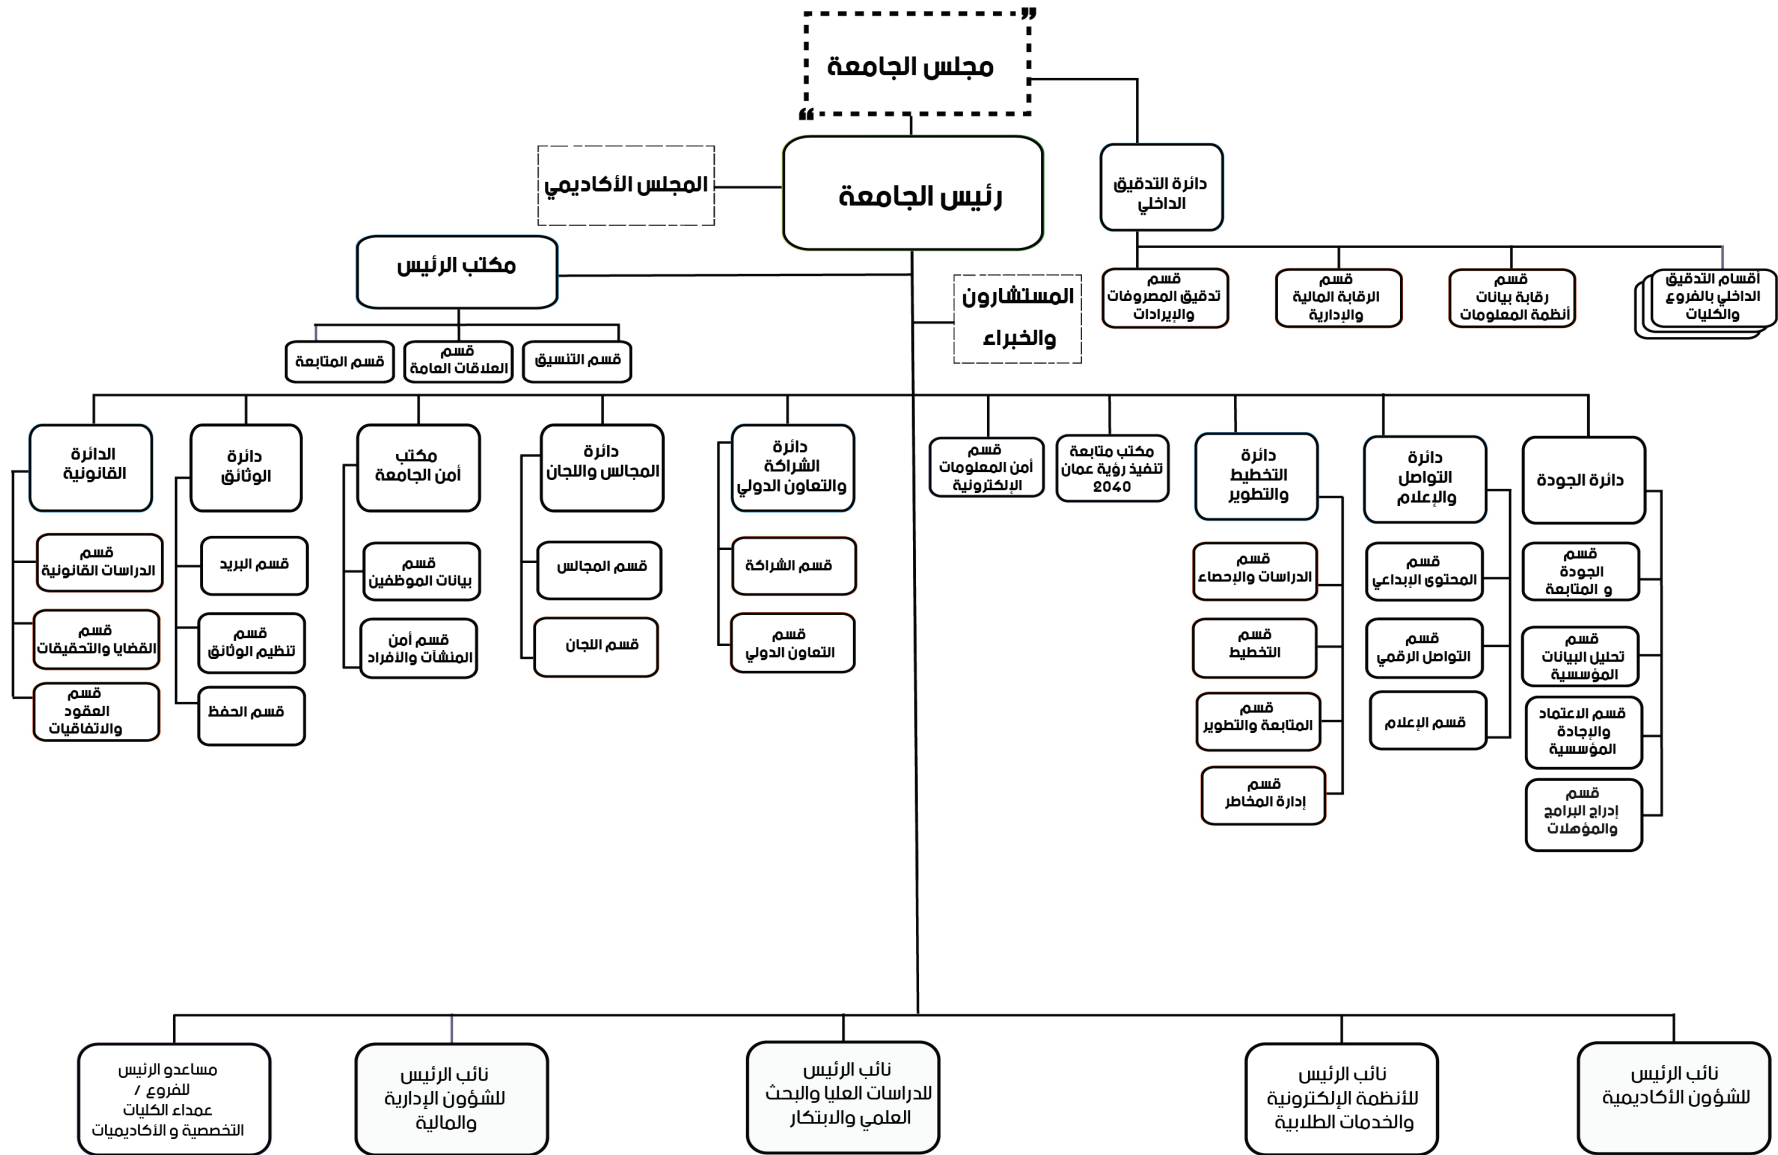 مجلس الجامعة
رئيس الجامعة
المجلس الأكاديمي
دائرة التدقيق
الداخلي
قسم
تدقيق المصروفات
والإيرادات
قسم
الرقابة المالية
والإدارية
قسم
رقابة بيانات
أنظمة المعلومات
أقسام التدقيق
الداخلي بالفروع
والكليات
مكتب الرئيس
المستشارون
والخبراء
قسم التنسيق
قسم
العلاقات العامة
قسم المتابعة
دائرة الجودة
قسم
الجودة
و المتابعة
قسم
تحليل البيانات
المؤسسية
قسم الاعتماد
والإجادة
المؤسسية
قسم
إدراج البرامج
والمؤهلات
دائرة
التواصل
والإعلام
قسم
المحتوى الإبداعي
قسم
التواصل الرقمي
قسم الإعلام
دائرة
التخطيط
والتطوير
قسم
الدراسات والإحصاء
قسم
التخطيط
قسم
المتابعة والتطوير
قسم
إدارة المخاطر
مكتب متابعة
تنفيذ رؤية عمان
2040
قسم
أمن المعلومات
الإلكترونية
دائرة
الشراكة
والتعاون الدولي
قسم الشراكة
قسم
التعاون الدولي
دائرة
المجالس واللجان
قسم المجالس
قسم اللجان
مكتب
أمن الجامعة
قسم
بيانات الموظفين
قسم أمن
المنشآت والأفراد
دائرة
الوثائق
قسم البريد
قسم
تنظيم الوثائق
قسم الحفظ
الدائرة
القانونية
قسم
الدراسات القانونية
قسم
القضايا والتحقيقات
قسم
العقود
والاتفاقيات
نائب الرئيس
للشؤون الأكاديمية
نائب الرئيس
للأنظمة الإلكترونية
والخدمات الطلابية
نائب الرئيس
للدراسات العليا والبحث
العلمي والابتكار
نائب الرئيس
للشؤون الإدارية
والمالية
مساعدو الرئيس
للفروع /
عمداء الكليات
التخصصية و الأكاديميات